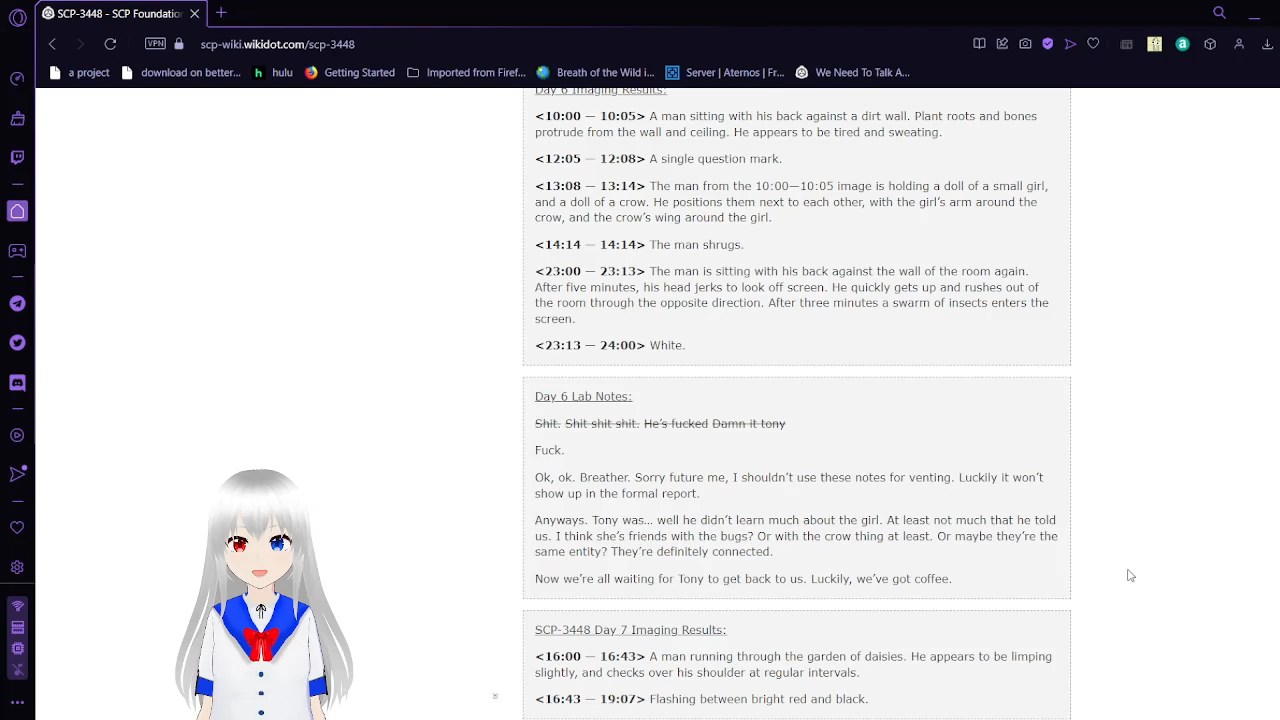 SCP-3448 - SCP Foundation
VPN
scp-wiki.wikidot.com/scp-3448
a project
download on better...
h hulu
Getting Started
Imported from Firef...
Breath of the Wild i...
Server | Aternos | Fr...
We Need To Talk A...
Day 6 Imaging Results:
<10:00 — 10:05> A man sitting with his back against a dirt wall. Plant roots and bones
protrude from the wall and ceiling. He appears to be tired and sweating.
<12:05 — 12:08> A single question mark.
<13:08 — 13:14> The man from the 10:00—10:05 image is holding a doll of a small girl,
and a doll of a crow. He positions them next to each other, with the girl's arm around the
crow, and the crow's wing around the girl.
<14:14 — 14:14> The man shrugs.
<23:00 — 23:13> The man is sitting with his back against the wall of the room again.
After five minutes, his head jerks to look off screen. He quickly gets up and rushes out of
the room through the opposite direction. After three minutes a swarm of insects enters the
screen.
<23:13 — 24:00> White.
Day 6 Lab Notes:
Shit. Shit shit shit. He's fucked Damn it tony
Fuck.
Ok, ok. Breather. Sorry future me, I shouldn't use these notes for venting. Luckily it won't
show up in the formal report.
Anyways. Tony was... well he didn't learn much about the girl. At least not much that he told
us. I think she's friends with the bugs? Or with the crow thing at least. Or maybe they're the
same entity? They're definitely connected.
Now we're all waiting for Tony to get back to us. Luckily, we've got coffee.
SCP-3448 Day 7 Imaging Results:
<16:00 — 16:43> A man running through the garden of daisies. He appears to be limping
slightly, and checks over his shoulder at regular intervals.
<16:43 — 19:07> Flashing between bright red and black.